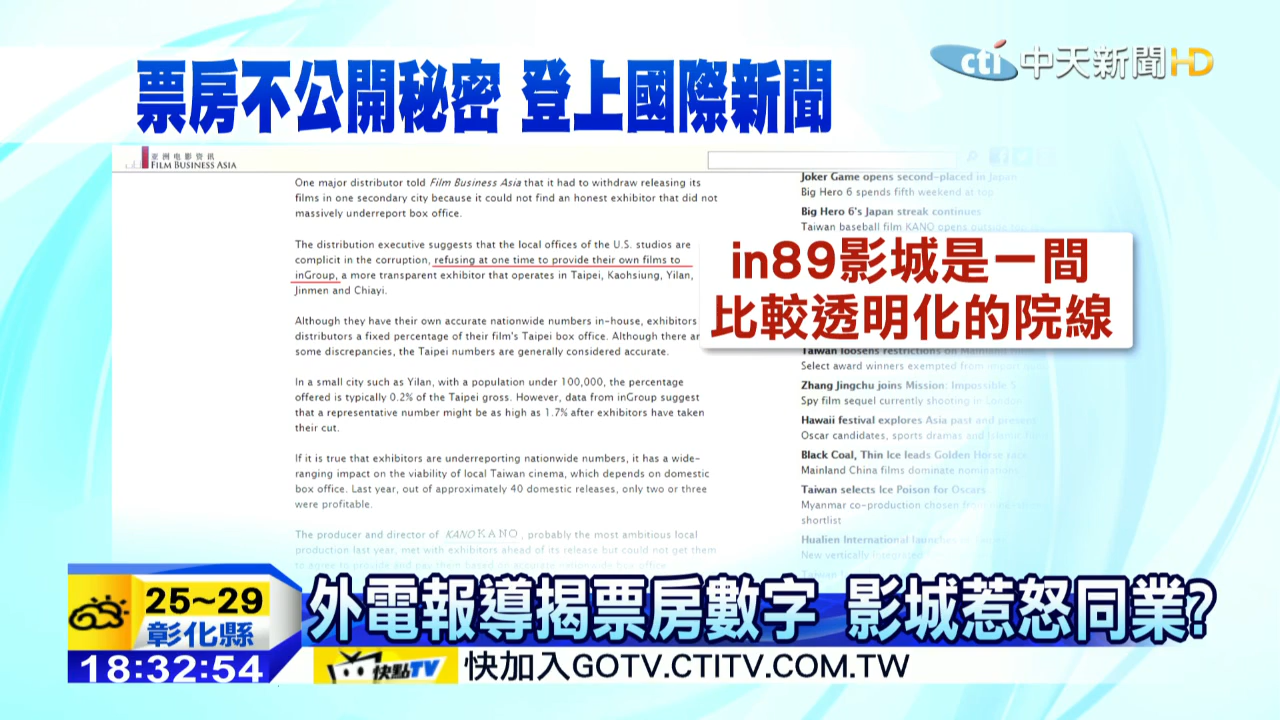 cti 中天新聞HD
票房不公開秘密 登上國際新聞
亚洲电影资讯
FILM BUSINESS ASIA
One major distributor told Film Business Asia that it had to withdraw releasing its
films in one secondary city because it could not find an honest exhibitor that did not
massively underreport box office.
The distribution executive suggests that the local offices of the U.S. studios are
complicit in the corruption, refusing at one time to provide their own films to
inGroup, a more transparent exhibitor that operates in Taipei, Kaohsiung, Yilan,
Jinmen and Chiayi.
Although they have their own accurate nationwide numbers in-house, exhibitors
distributors a fixed percentage of their film's Taipei box office. Although there ar
some discrepancies, the Taipei numbers are generally considered accurate.
In a small city such as Yilan, with a population under 100,000, the percentage
offered is typically 0.2% of the Taipei gross. However, data from inGroup suggest
that a representative number might be as high as 1.7% after exhibitors have taken
their cut.
If it is true that exhibitors are underreporting nationwide numbers, it has a wide-
ranging impact on the viability of local Taiwan cinema, which depends on domestic
box office. Last year, out of approximately 40 domestic releases, only two or three
were profitable.
The producer and director of KANO KANO, probably the most ambitious local
production last year, met with exhibitors ahead of its release but could not get them
to agree to provide and pay them based on accurate nationwide box office
Joker Game opens second-placed in Japan
Big Hero 6 spends fifth weekend at top
Big Hero 6's Japan streak continues
Taiwan baseball film KANO opens outside top
in89影城是一間
比較透明化的院線
Taiwan loosens restrictions on Mainland
Select award winners exempted from import
Zhang Jingchu joins Mission: Impossible 5
Spy film sequel currently shooting in London
Hawaii festival explores Asia past and present
Oscar candidates, sports dramas and Islamic
Black Coal, Thin Ice leads Golden Horse race
Mainland China films dominate nominations
Taiwan selects Ice Poison for Oscars
Myanmar co-production chosen from
shortlist
Hualien International launches in Taiwan
New vertically integrated
25~29
彰化縣
18:32:54
外電報導揭票房數字 影城惹怒同業?
快點TV 快加入GOTV.CTITV.COM.TW